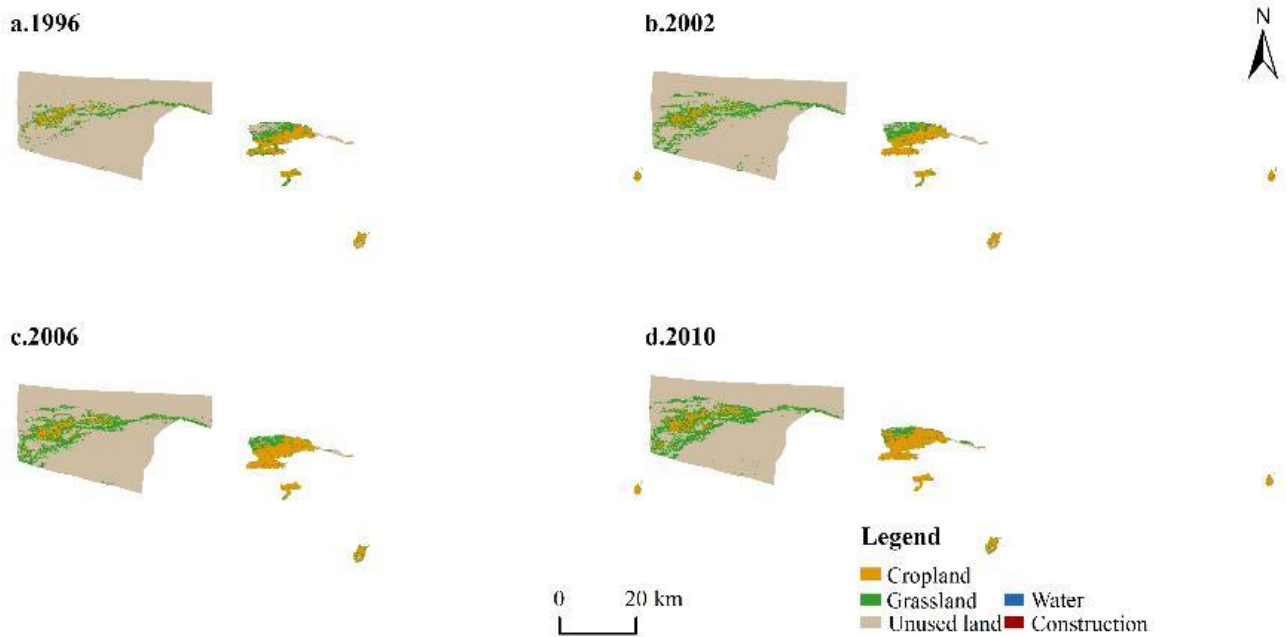 a.1996
b.2002
N
c.2006
d.2010
Legend
Cropland
Grassland
Water
Unused land
Construction
0 20 km